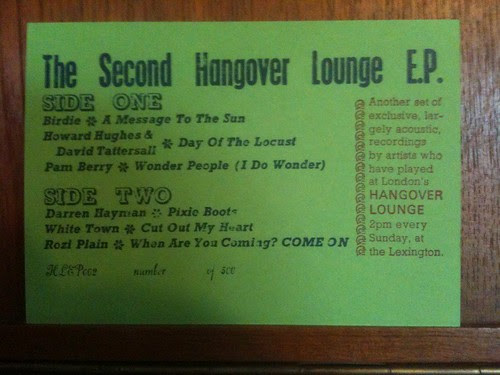 The Second Hangover Lounge E.P.
SIDE ONE
Birdie * A Message To The Sun
Howard Hughes &
David Tattersall * Day Of The Locust
Pam Berry * Wonder People (I Do Wonder)
SIDE TWO
Darren Hayman * Pixie Boots
White Town * Cut Out My Heart
Rozi Plain * When Are You Coming? COME ON
HLEP002 number of 500
Another set of
exclusive, lar-
gely acoustic,
recordings
by artists who
have played
at London's
HANGOVER
LOUNGE
2pm every
Sunday, at
the Lexington.